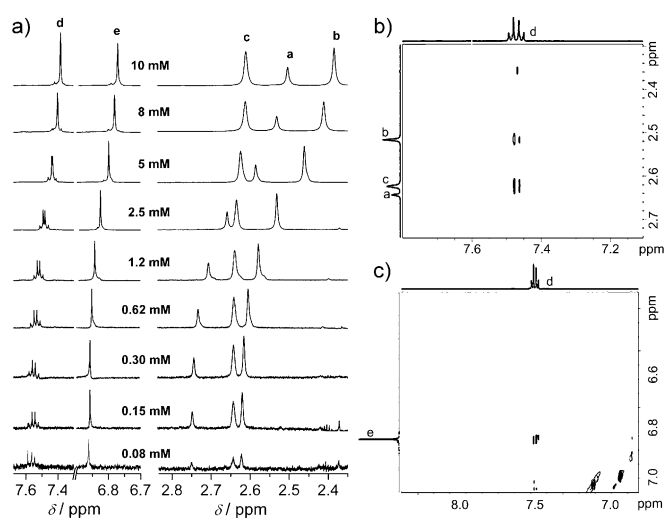 a)
d
e
c
a
b
10 mM
8 mM
5 mM
2.5 mM
1.2 mM
0.62 mM
0.30 mM
0.15 mM
0.08 mM
7.6 7.4 7.2 6.9 6.8 6.7
2.8 2.7 2.6 2.5 2.4
δ / ppm
δ / ppm
b)
d
ppm
2.4
b
2.5
c
2.6
a
2.7
7.6 7.4 7.2 ppm
c)
d
ppm
6.6
e
6.8
7.0
8.0 7.5 7.0 ppm